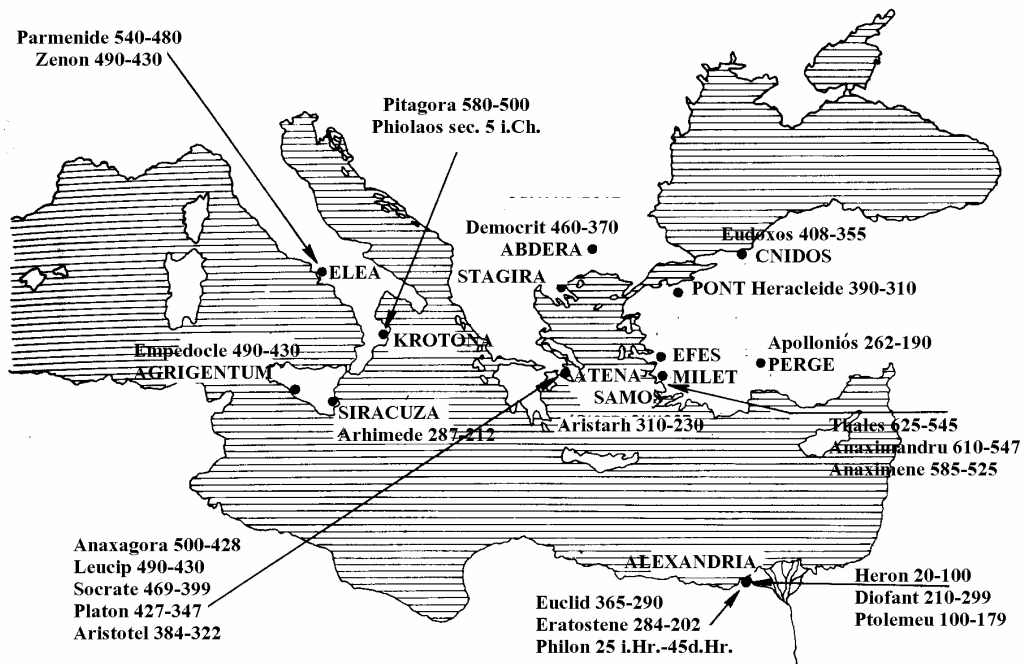 Parmenide 540-480
Zenon 490-430
Pitagora 580-500
Phiolaos sec. 5 i.Ch.
Democrit 460-370
ABDERA
STAGIRA
Eudoxos 408-355
CNIDOS
ELEA
PONT Heracleide 390-310
KROTONA
Empedocle 490-430
AGRIGENTUM
EFES
Apolloniós 262-190
PERGE
ATENA
MILET
SAMOS
SIRACUZA
Arhimede 287-212
Aristarh 310-230
Thales 625-545
Anaximandru 610-547
Anaximene 585-525
Anaxagora 500-428
Leucip 490-430
Socrate 469-399
Platon 427-347
Aristotel 384-322
ALEXANDRIA
Euclid 365-290
Eratostene 284-202
Philon 25 i.Hr.-45d.Hr.
Heron 20-100
Diofant 210-299
Ptolemeu 100-179